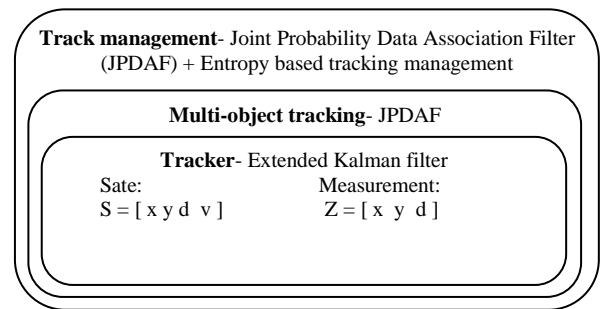 Track management- Joint Probability Data Association Filter
(JPDAF) + Entropy based tracking management
Multi-object tracking- JPDAF
Tracker- Extended Kalman filter
Sate: Measurement:
S = [ x y d v ] Z = [ x y d ]